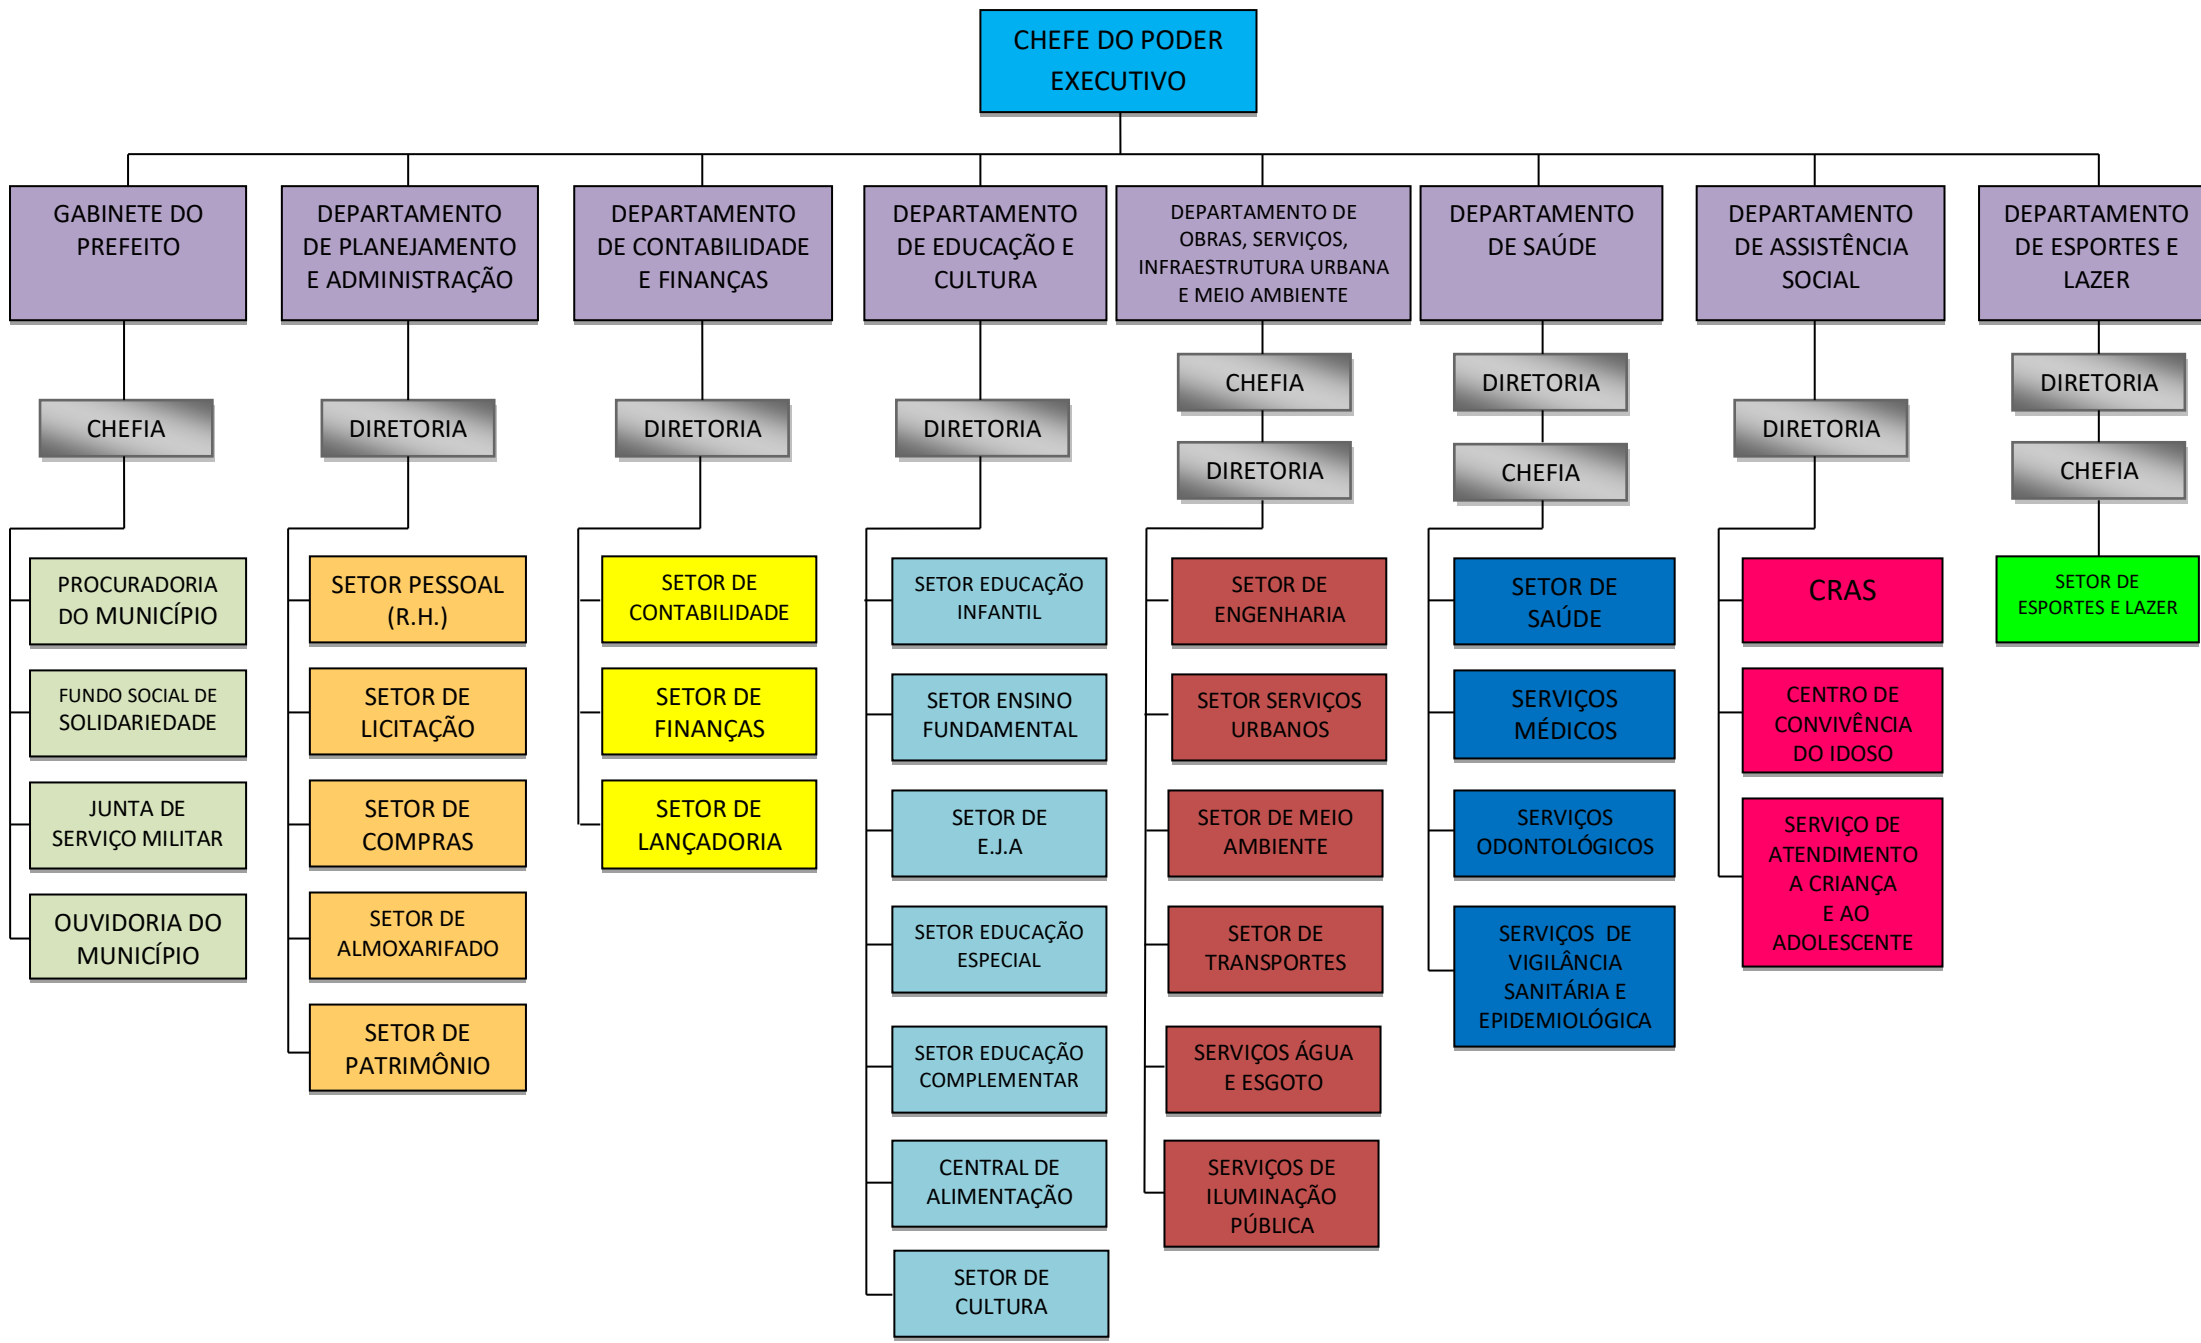 CHEFE DO PODER
EXECUTIVO
GABINETE DO
PREFEITO
DEPARTAMENTO
DE PLANEJAMENTO
E ADMINISTRAÇÃO
DEPARTAMENTO
DE CONTABILIDADE
E FINANÇAS
DEPARTAMENTO
DE EDUCAÇÃO E
CULTURA
DEPARTAMENTO DE
OBRAS, SERVIÇOS,
INFRAESTRUTURA URBANA
E MEIO AMBIENTE
DEPARTAMENTO
DE SAÚDE
DEPARTAMENTO
DE ASSISTÊNCIA
SOCIAL
DEPARTAMENTO
DE ESPORTES E
LAZER
CHEFIA
DIRETORIA
DIRETORIA
DIRETORIA
CHEFIA
DIRETORIA
DIRETORIA
CHEFIA
DIRETORIA
DIRETORIA
CHEFIA
PROCURADORIA
DO MUNICÍPIO
FUNDO SOCIAL DE
SOLIDARIEDADE
JUNTA DE
SERVIÇO MILITAR
OUVIDORIA DO
MUNICÍPIO
SETOR PESSOAL
(R.H.)
SETOR DE
LICITAÇÃO
SETOR DE
COMPRAS
SETOR DE
ALMOXARIFADO
SETOR DE
PATRIMÔNIO
SETOR DE
CONTABILIDADE
SETOR DE
FINANÇAS
SETOR DE
LANÇADORIA
SETOR EDUCAÇÃO
INFANTIL
SETOR ENSINO
FUNDAMENTAL
SETOR DE
E.J.A
SETOR EDUCAÇÃO
ESPECIAL
SETOR EDUCAÇÃO
COMPLEMENTAR
CENTRAL DE
ALIMENTAÇÃO
SETOR DE
CULTURA
SETOR DE
ENGENHARIA
SETOR SERVIÇOS
URBANOS
SETOR DE MEIO
AMBIENTE
SETOR DE
TRANSPORTES
SERVIÇOS ÁGUA
E ESGOTO
SERVIÇOS DE
ILUMINAÇÃO
PÚBLICA
SETOR DE
SAÚDE
SERVIÇOS
MÉDICOS
SERVIÇOS
ODONTOLÓGICOS
SERVIÇOS DE
VIGILÂNCIA
SANITÁRIA E
EPIDEMIOLÓGICA
CRAS
CENTRO DE
CONVIVÊNCIA
DO IDOSO
SERVIÇO DE
ATENDIMENTO
A CRIANÇA
E AO
ADOLESCENTE
SETOR DE
ESPORTES E LAZER